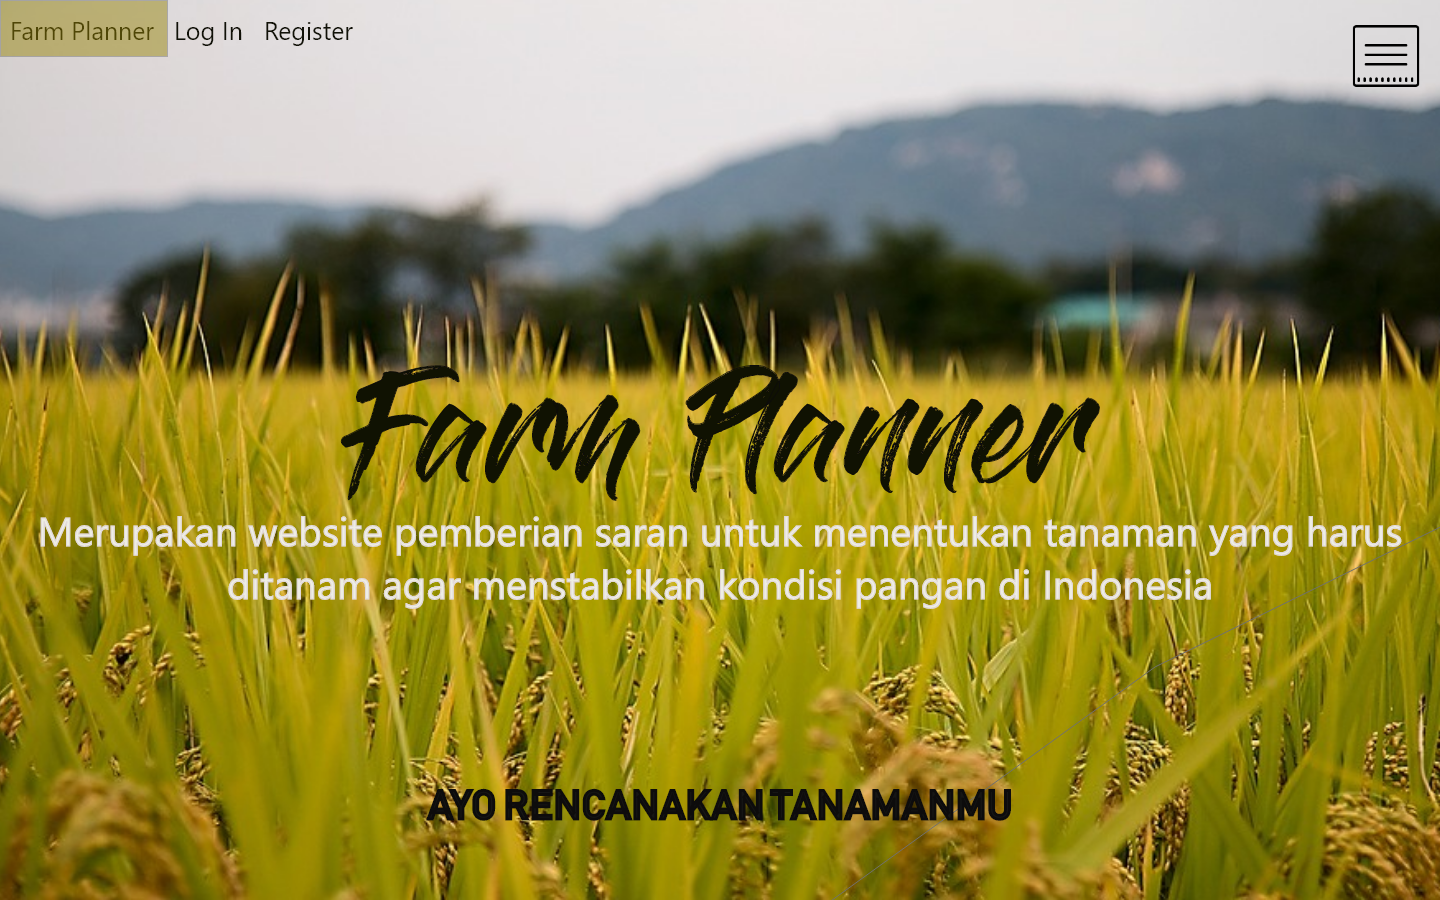 Farm Planner Log In Register
Farm Planner
Merupakan website pemberian saran untuk menentukan tanaman yang harus
ditanam agar menstabilkan kondisi pangan di Indonesia
AYO RENCANAKAN TANAMANMU